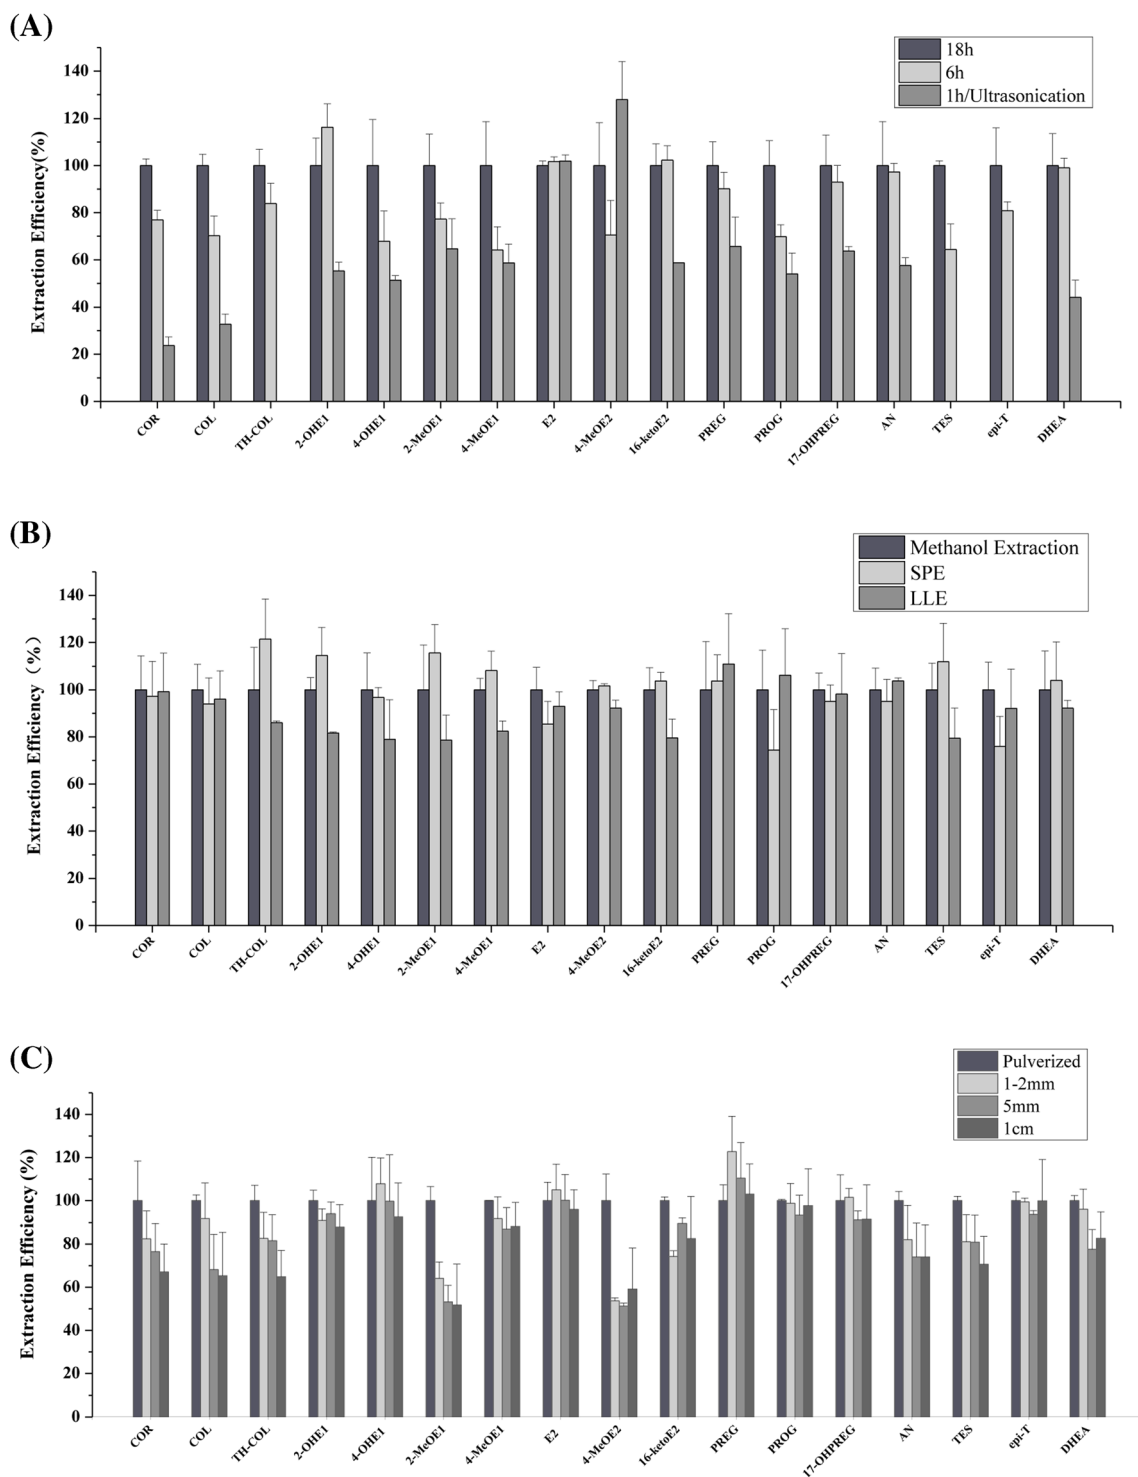 (A)
18h
6h
1h/Ultrasonication
Extraction Efficiency(%)
140
120
100
80
60
40
20
0
COR COL TH-COL 2-OHE1 4-OHE1 2-MeOE1 4-MeOE1 E2 4-MeOE2 16-ketoE2 PREG PROG 17-OHPREG AN TES epi-T DHEA
(B)
Methanol Extraction
SPE
LLE
Extraction Efficiency (%)
140
120
100
80
60
40
20
0
COR COL TH-COL 2-OHE1 4-OHE1 2-MeOE1 4-MeOE1 E2 4-MeOE2 16-ketoE2 PREG PROG 17-OHPREG AN TES epi-T DHEA
(C)
Pulverized
1-2mm
5mm
1cm
Extraction Efficiency (%)
140
120
100
80
60
40
20
0
COR COL TH-COL 2-OHE1 4-OHE1 2-MeOE1 4-MeOE1 E2 4-MeOE2 16-ketoE2 PREG PROG 17-OHPREG AN TES epi-T DHEA